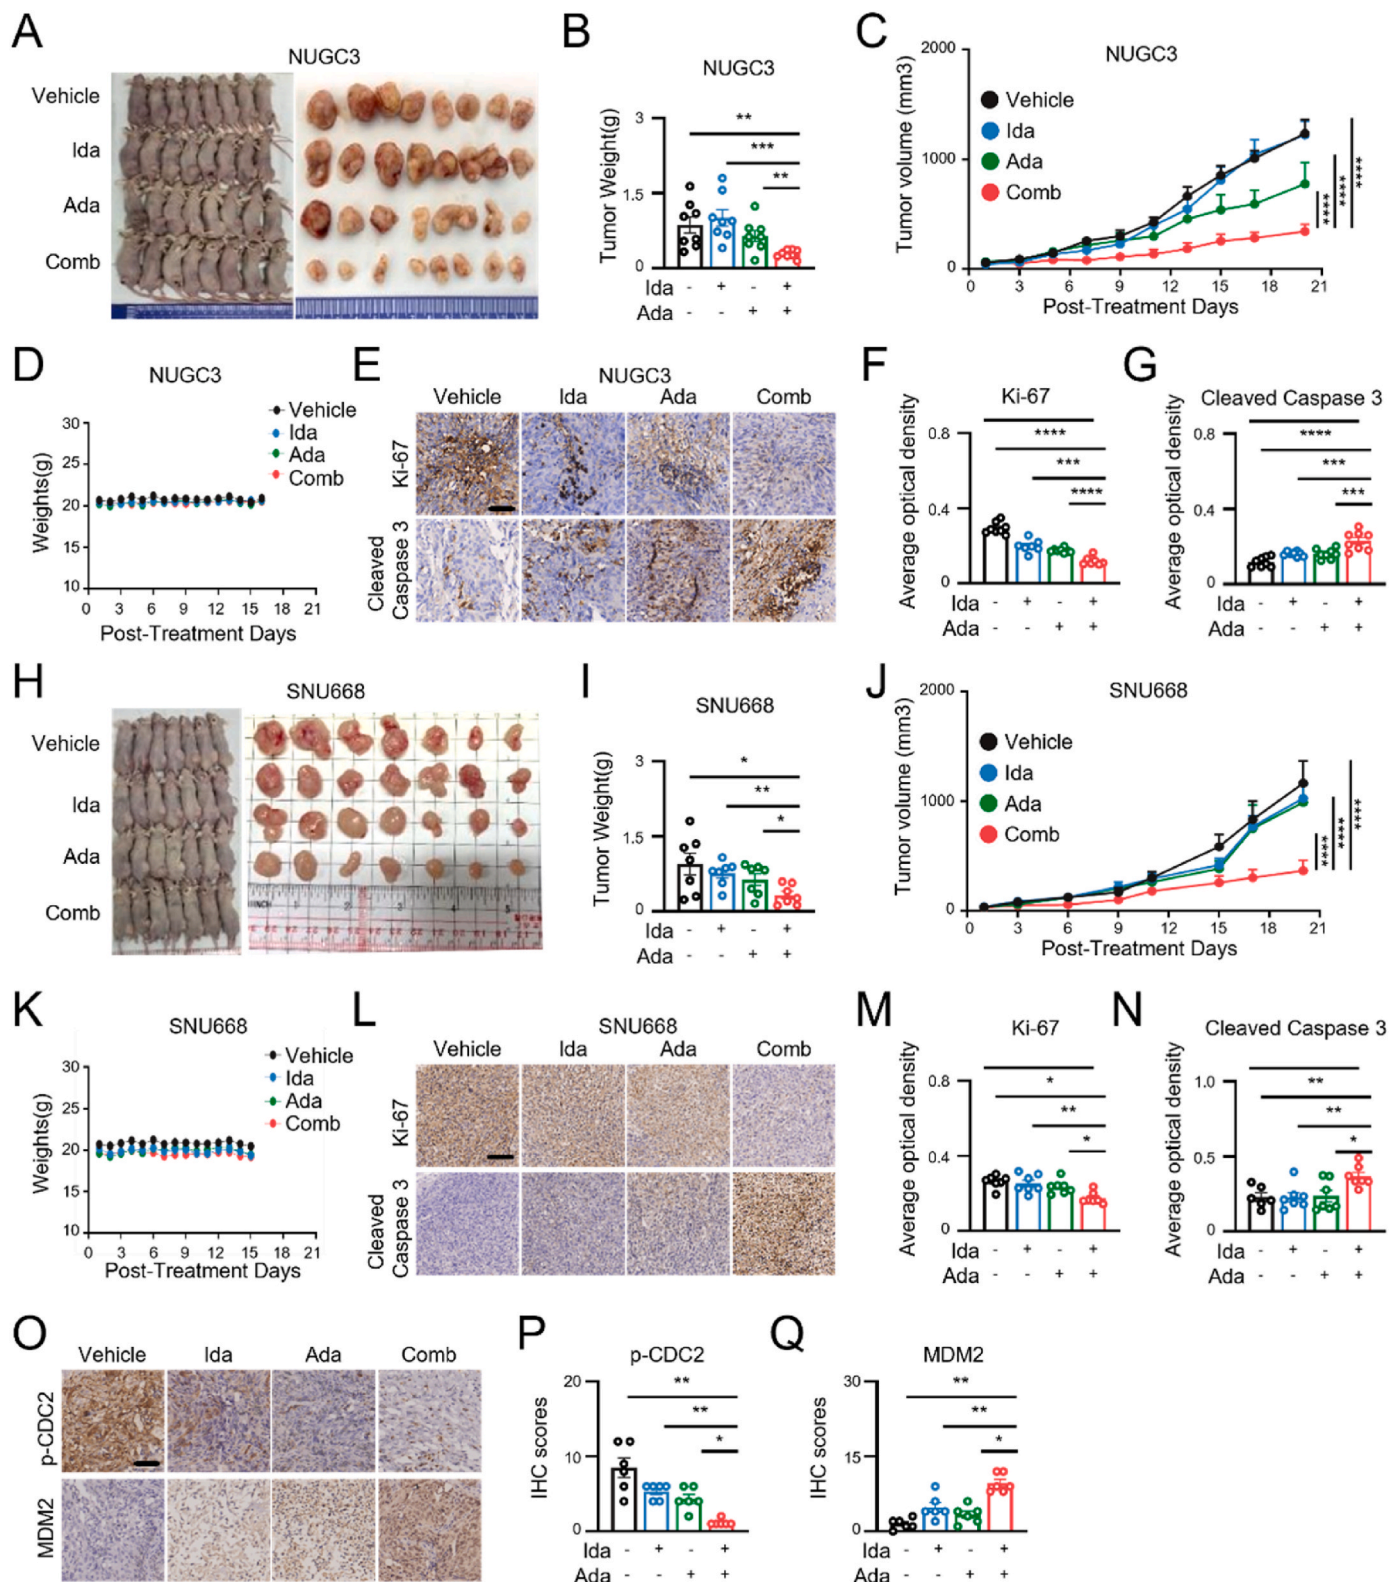 A
NUGC3
Vehicle
Ida
Ada
Comb
B
NUGC3
Tumor Weight(g)
3
1.5
0
**
***
**
Ida - + - +
Ada - - + +
C
NUGC3
Tumor volume (mm3)
2000
1000
0
Vehicle
Ida
Ada
Comb
****
****
****
0 3 6 9 12 15 18 21
Post-Treatment Days
D
NUGC3
Weights(g)
30
25
20
15
10
Vehicle
Ida
Ada
Comb
0 3 6 9 12 15 18 21
Post-Treatment Days
E
NUGC3
Vehicle Ida Ada Comb
Ki-67
Cleaved
Caspase 3
F
Ki-67
Average optical density
0.8
0.4
0
****
***
****
Ida - + - +
Ada - - + +
G
Cleaved Caspase 3
Average optical density
0.8
0.4
0
****
***
***
Ida - + - +
Ada - - + +
H
SNU668
Vehicle
Ida
Ada
Comb
I
SNU668
Tumor Weight(g)
3
1.5
0
*
**
*
Ida - + - +
Ada - - + +
J
SNU668
Tumor volume (mm3)
2000
1000
0
Vehicle
Ida
Ada
Comb
****
****
****
0 3 6 9 12 15 18 21
Post-Treatment Days
K
SNU668
Weights(g)
30
25
20
15
10
Vehicle
Ida
Ada
Comb
0 3 6 9 12 15 18 21
Post-Treatment Days
L
SNU668
Vehicle Ida Ada Comb
Ki-67
Cleaved
Caspase 3
M
Ki-67
Average optical density
0.8
0.4
0
*
**
*
Ida - + - +
Ada - - + +
N
Cleaved Caspase 3
Average optical density
1.0
0.5
0
**
**
*
Ida - + - +
Ada - - + +
O
Vehicle Ida Ada Comb
p-CDC2
MDM2
P
p-CDC2
IHC scores
20
10
0
**
**
*
Ida - + - +
Ada - - + +
Q
MDM2
IHC scores
30
15
0
**
**
*
Ida - + - +
Ada - - + +